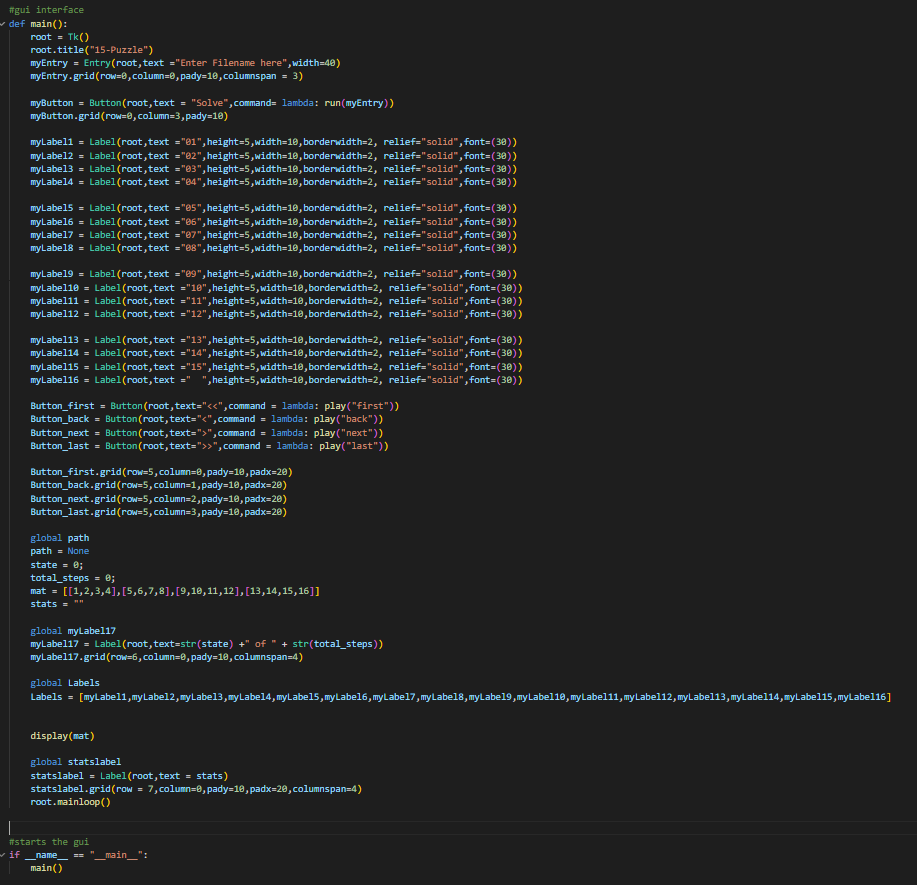 #gui interface
def main():
    root = Tk()
    root.title("15-Puzzle")
    myEntry = Entry(root,text ="Enter Filename here",width=40)
    myEntry.grid(row=0,column=0,pady=10,columnspan = 3)

    myButton = Button(root,text = "Solve",command= lambda: run(myEntry))
    myButton.grid(row=0,column=3,pady=10)

    myLabel1 = Label(root,text ="01",height=5,width=10,borderwidth=2, relief="solid",font=(30))
    myLabel2 = Label(root,text ="02",height=5,width=10,borderwidth=2, relief="solid",font=(30))
    myLabel3 = Label(root,text ="03",height=5,width=10,borderwidth=2, relief="solid",font=(30))
    myLabel4 = Label(root,text ="04",height=5,width=10,borderwidth=2, relief="solid",font=(30))

    myLabel5 = Label(root,text ="05",height=5,width=10,borderwidth=2, relief="solid",font=(30))
    myLabel6 = Label(root,text ="06",height=5,width=10,borderwidth=2, relief="solid",font=(30))
    myLabel7 = Label(root,text ="07",height=5,width=10,borderwidth=2, relief="solid",font=(30))
    myLabel8 = Label(root,text ="08",height=5,width=10,borderwidth=2, relief="solid",font=(30))

    myLabel9 = Label(root,text ="09",height=5,width=10,borderwidth=2, relief="solid",font=(30))
    myLabel10 = Label(root,text ="10",height=5,width=10,borderwidth=2, relief="solid",font=(30))
    myLabel11 = Label(root,text ="11",height=5,width=10,borderwidth=2, relief="solid",font=(30))
    myLabel12 = Label(root,text ="12",height=5,width=10,borderwidth=2, relief="solid",font=(30))

    myLabel13 = Label(root,text ="13",height=5,width=10,borderwidth=2, relief="solid",font=(30))
    myLabel14 = Label(root,text ="14",height=5,width=10,borderwidth=2, relief="solid",font=(30))
    myLabel15 = Label(root,text ="15",height=5,width=10,borderwidth=2, relief="solid",font=(30))
    myLabel16 = Label(root,text ="  ",height=5,width=10,borderwidth=2, relief="solid",font=(30))

    Button_first = Button(root,text="<<",command = lambda: play("first"))
    Button_back = Button(root,text="<",command = lambda: play("back"))
    Button_next = Button(root,text=">",command = lambda: play("next"))
    Button_last = Button(root,text=">>",command = lambda: play("last"))

    Button_first.grid(row=5,column=0,pady=10,padx=20)
    Button_back.grid(row=5,column=1,pady=10,padx=20)
    Button_next.grid(row=5,column=2,pady=10,padx=20)
    Button_last.grid(row=5,column=3,pady=10,padx=20)

    global path
    path = None
    state = 0;
    total_steps = 0;
    mat = [[1,2,3,4],[5,6,7,8],[9,10,11,12],[13,14,15,16]]
    stats = ""

    global myLabel17
    myLabel17 = Label(root,text=str(state) +" of " + str(total_steps))
    myLabel17.grid(row=6,column=0,pady=10,columnspan=4)

    global Labels
    Labels = [myLabel1,myLabel2,myLabel3,myLabel4,myLabel5,myLabel6,myLabel7,myLabel8,myLabel9,myLabel10,myLabel11,myLabel12,myLabel13,myLabel14,myLabel15,myLabel16]


    display(mat)

    global statslabel
    statslabel = Label(root,text = stats)
    statslabel.grid(row = 7,column=0,pady=10,padx=20,columnspan=4)
    root.mainloop()


#starts the gui
if __name__ == "__main__":
    main()